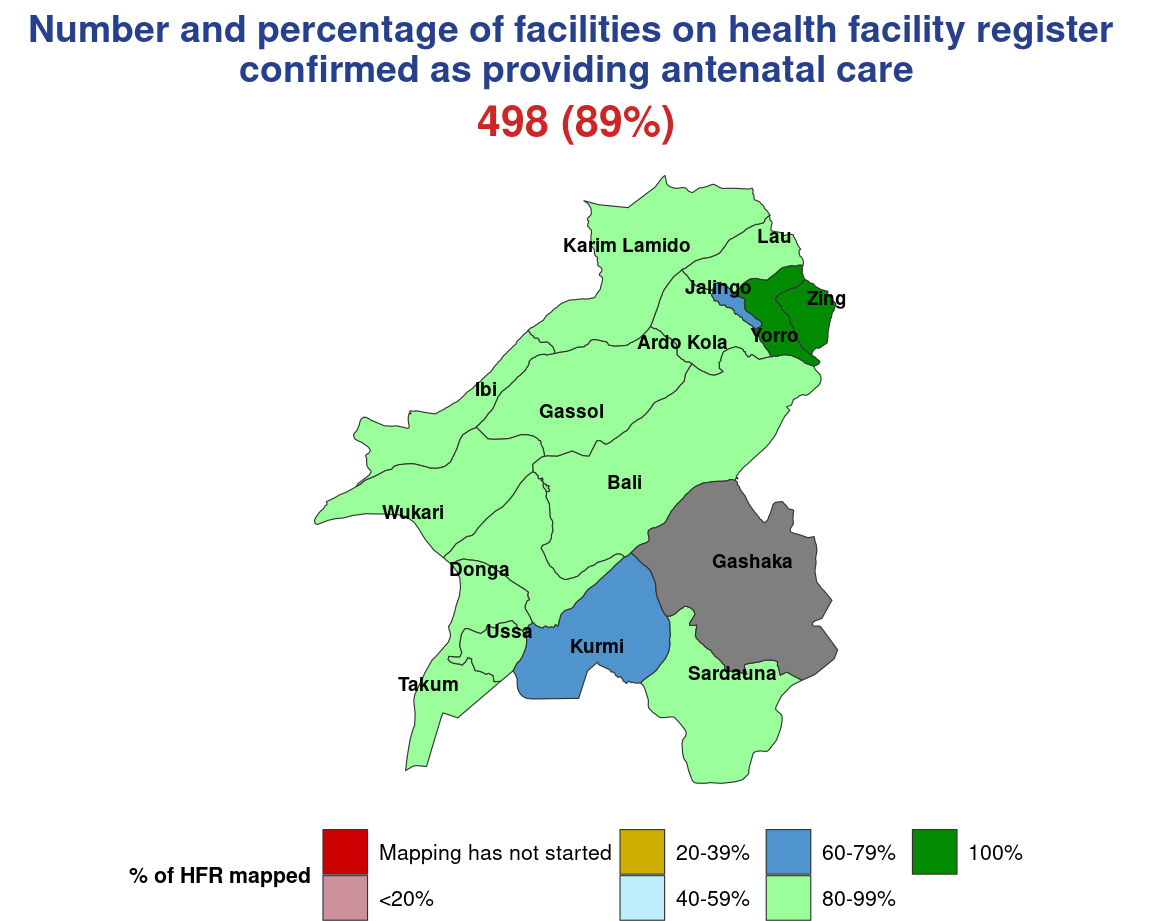 Number and percentage of facilities on health facility register
confirmed as providing antenatal care
498 (89%)
Karim Lamido
Lau
Jalingo
Zing
Yorro
Ardo Kola
Ibi
Gassol
Bali
Wukari
Gashaka
Donga
Ussa
Kurmi
Sardauna
Takum
% of HFR mapped
Mapping has not started
<20%
20-39%
40-59%
60-79%
80-99%
100%